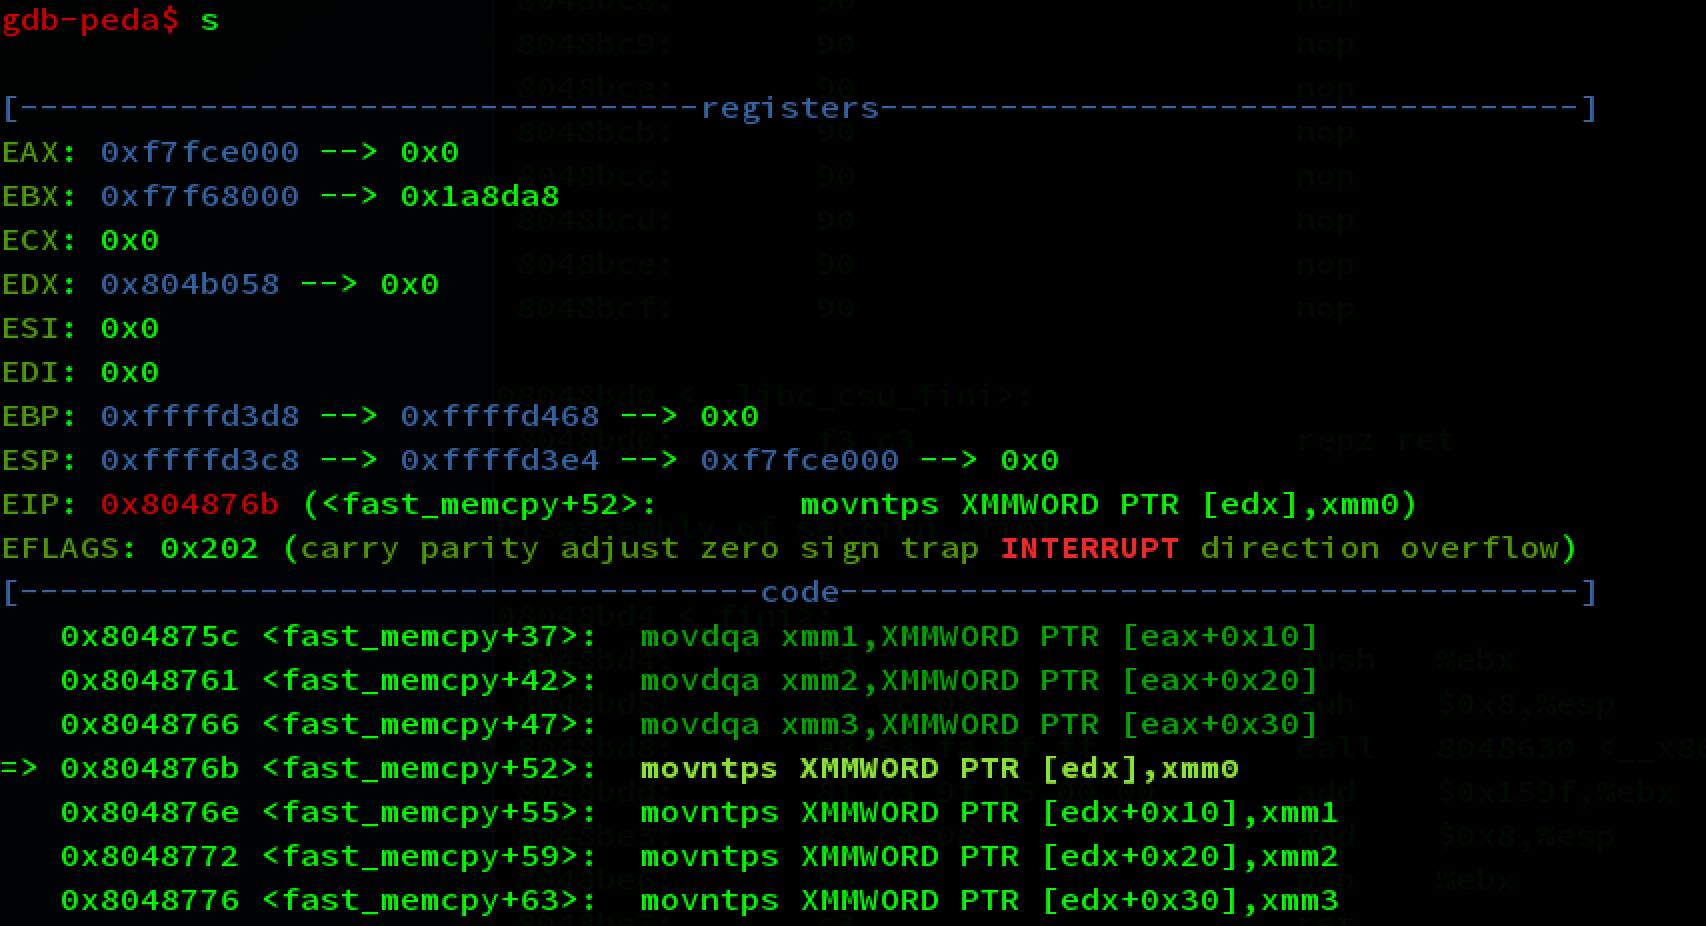 gdb-peda$ s
[----------------------------------registers-----------------------------------]
EAX: 0xf7fce000 --> 0x0
EBX: 0xf7f68000 --> 0x1a8da8
ECX: 0x0
EDX: 0x804b058 --> 0x0
ESI: 0x0
EDI: 0x0
EBP: 0xffffd3d8 --> 0xffffd468 --> 0x0
ESP: 0xffffd3c8 --> 0xffffd3e4 --> 0xf7fce000 --> 0x0
EIP: 0x804876b (<fast_memcpy+52>:       movntps XMMWORD PTR [edx],xmm0)
EFLAGS: 0x202 (carry parity adjust zero sign trap INTERRUPT direction overflow)
[-------------------------------------code-------------------------------------]
   0x804875c <fast_memcpy+37>:  movdqa xmm1,XMMWORD PTR [eax+0x10]
   0x8048761 <fast_memcpy+42>:  movdqa xmm2,XMMWORD PTR [eax+0x20]
   0x8048766 <fast_memcpy+47>:  movdqa xmm3,XMMWORD PTR [eax+0x30]
=> 0x804876b <fast_memcpy+52>:  movntps XMMWORD PTR [edx],xmm0
   0x804876e <fast_memcpy+55>:  movntps XMMWORD PTR [edx+0x10],xmm1
   0x8048772 <fast_memcpy+59>:  movntps XMMWORD PTR [edx+0x20],xmm2
   0x8048776 <fast_memcpy+63>:  movntps XMMWORD PTR [edx+0x30],xmm3